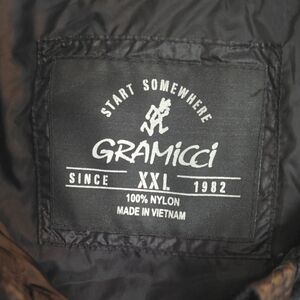 START SOMEWHERE
GRAMICCI
SINCE XXL 1982
100% NYLON
MADE IN VIETNAM